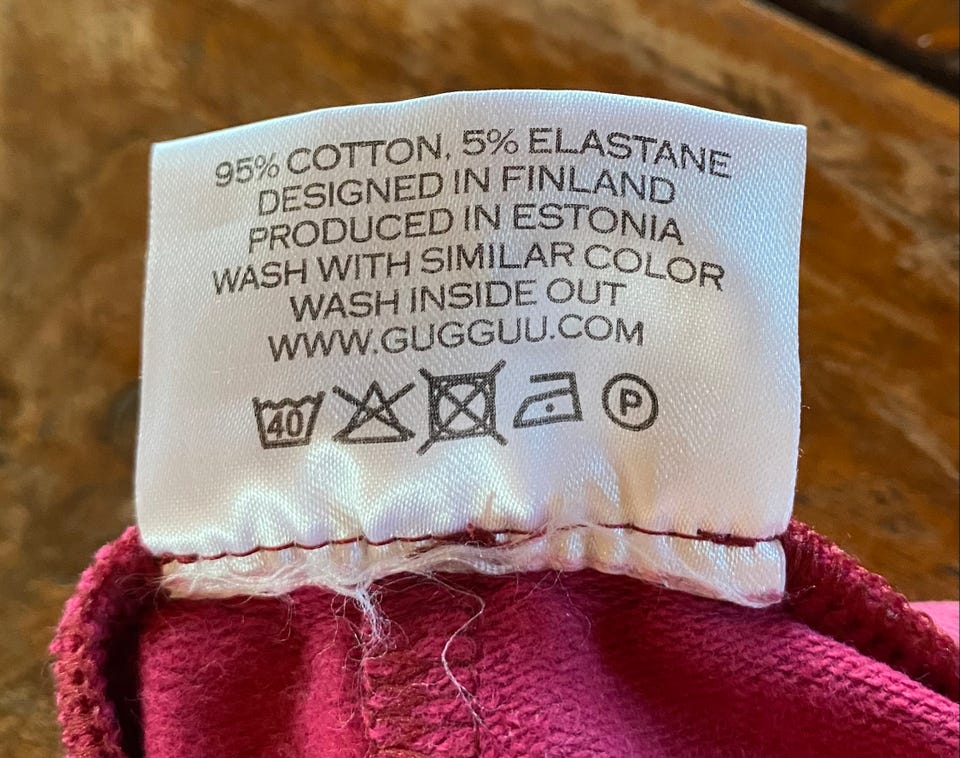 95% COTTON, 5% ELASTANE
DESIGNED IN FINLAND
PRODUCED IN ESTONIA
WASH WITH SIMILAR COLOR
WASH INSIDE OUT
WWW.GUGGUU.COM
40 P